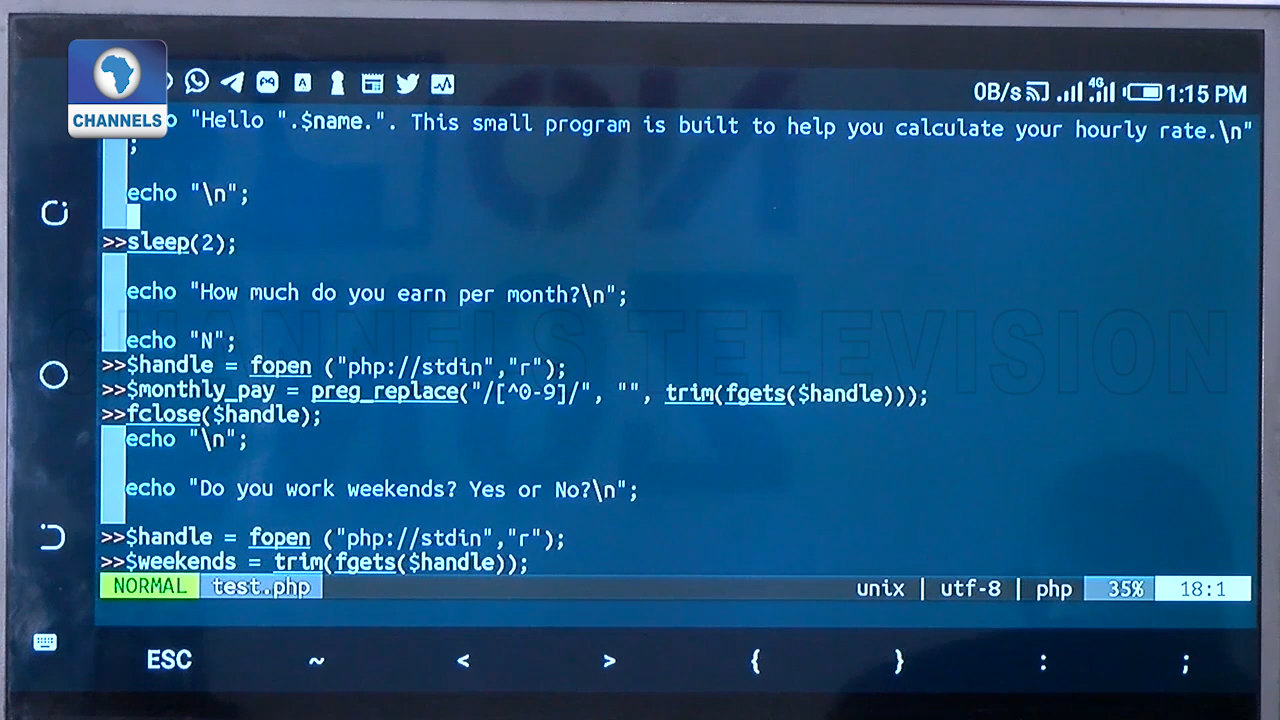 CHANNELS
0B/s 4G 1:15 PM
"Hello ".$name.". This small program is built to help you calculate your hourly rate.\n"
;
echo "\n";
>>sleep(2);
echo "How much do you earn per month?\n";
echo "N";
>>$handle = fopen ("php://stdin","r");
>>$monthly_pay = preg_replace("/[^0-9]/", "", trim(fgets($handle)));
>>fclose($handle);
echo "\n";
echo "Do you work weekends? Yes or No?\n";
>>$handle = fopen ("php://stdin","r");
>>$weekends = trim(fgets($handle));
NORMAL test.php unix | utf-8 | php 35% 18:1
ESC ~ < > { } : ;
CHANNELS TELEVISION